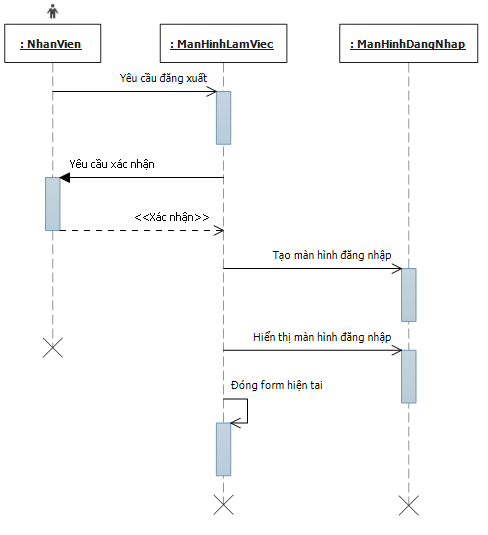 : NhanVien
: ManHinhLamViec
: ManHinhDangNhap
Yêu cầu đăng xuất
Yêu cầu xác nhận
<<Xác nhận>>
Tạo màn hình đăng nhập
Hiển thị màn hình đăng nhập
Đóng form hiện tai